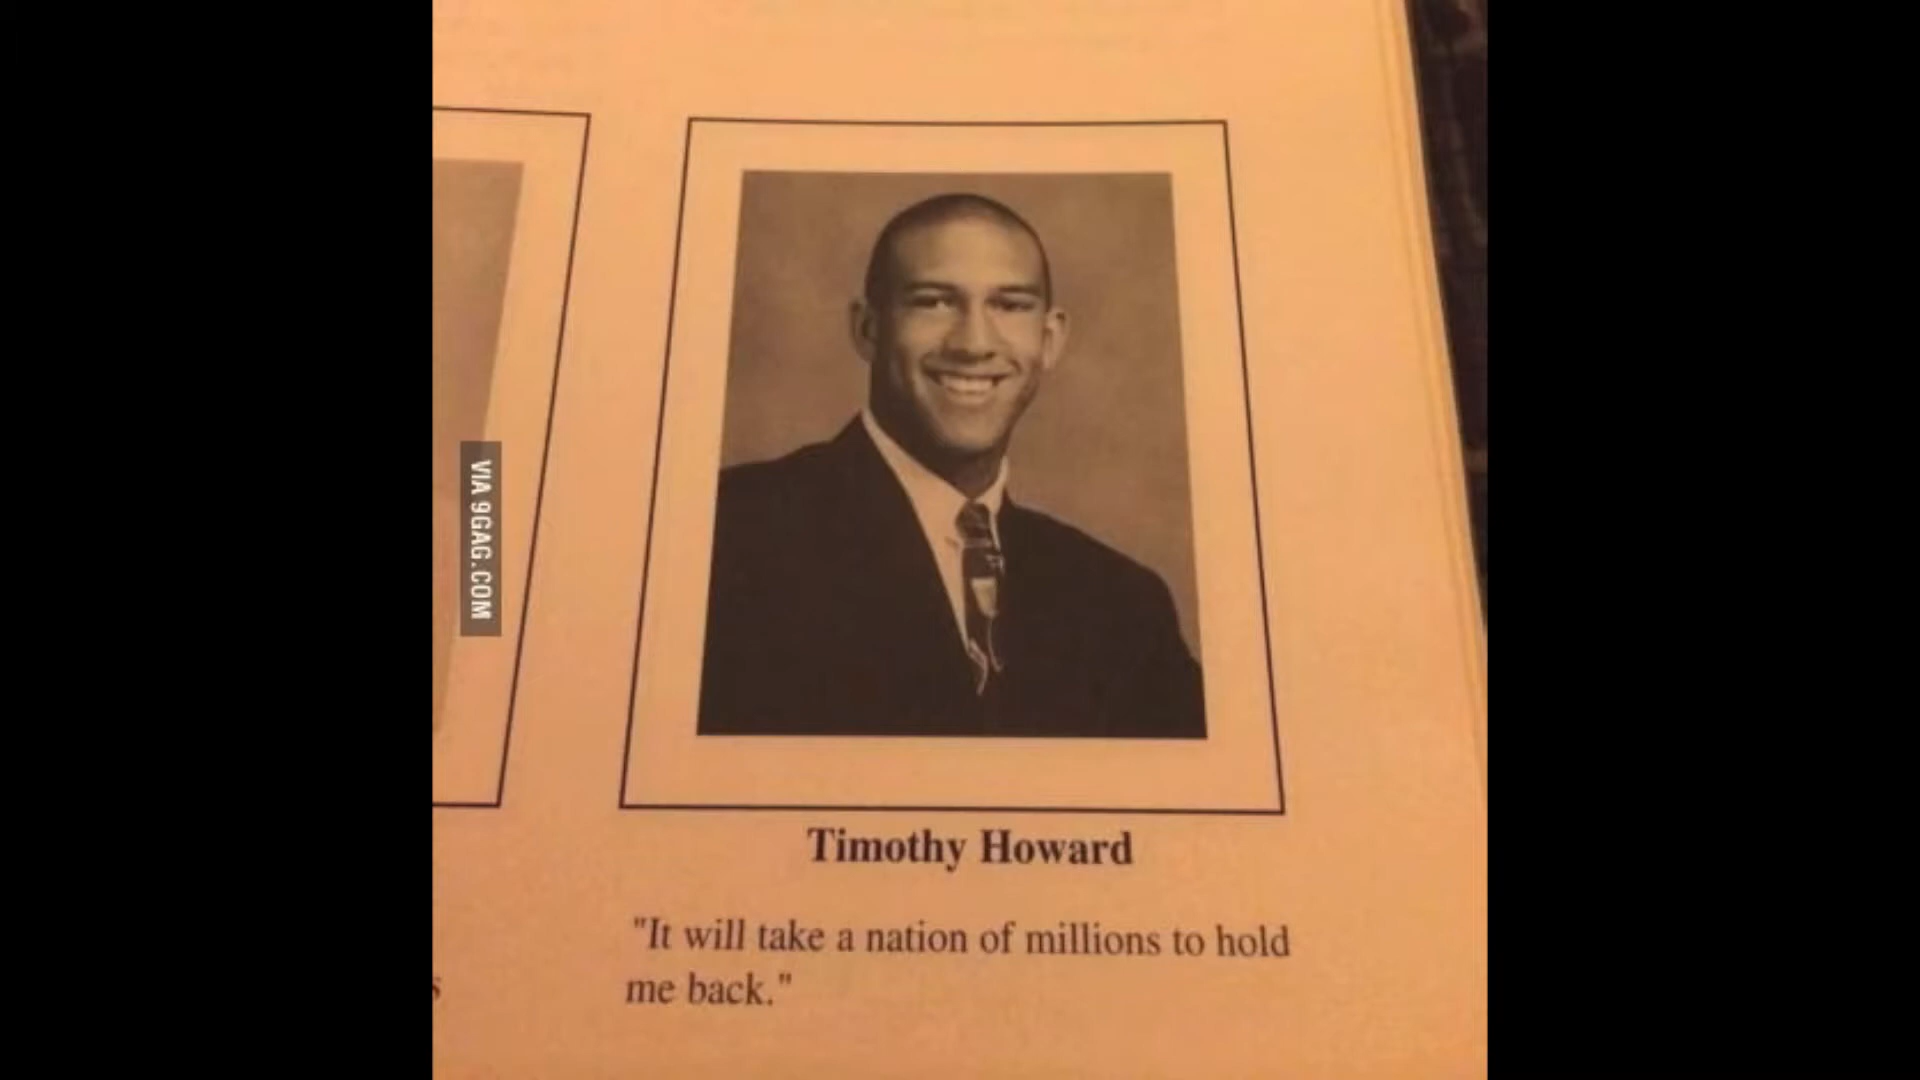 VIA 9GAG.COM
Timothy Howard
"It will take a nation of millions to hold
me back."